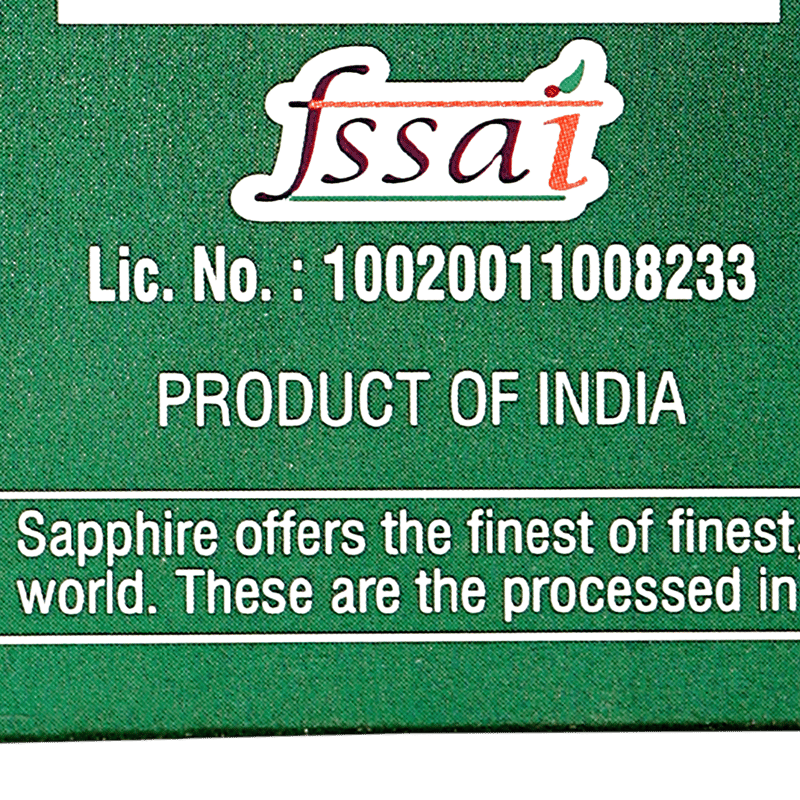 fssai
Lic. No. : 10020011008233
PRODUCT OF INDIA
Sapphire offers the finest of finest,
world. These are the processed in